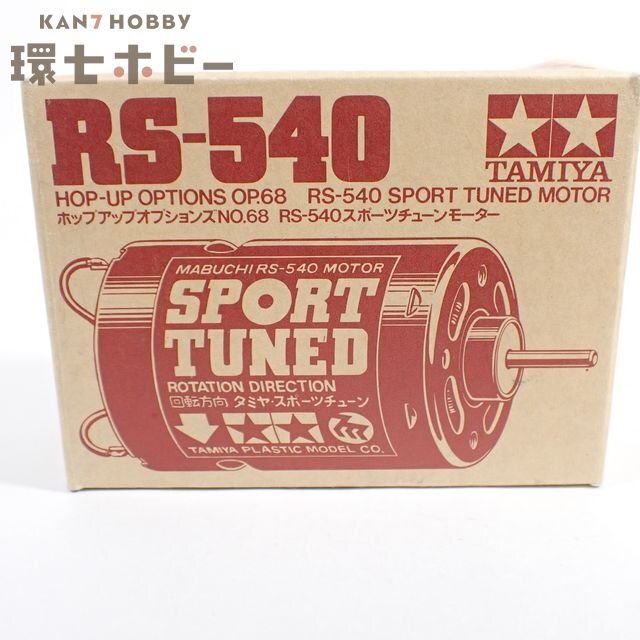 KAN7 HOBBY
環七ホビー
RS-540
TAMIYA
HOP-UP OPTIONS OP.68 RS-540 SPORT TUNED MOTOR
ホップアップオプションズNO.68 RS-540スポーツチューンモーター
MABUCHI RS-540 MOTOR
SPORT
TUNED
ROTATION DIRECTION
回転方向 タミヤ・スポーツチューン
TAMIYA PLASTIC MODEL CO.